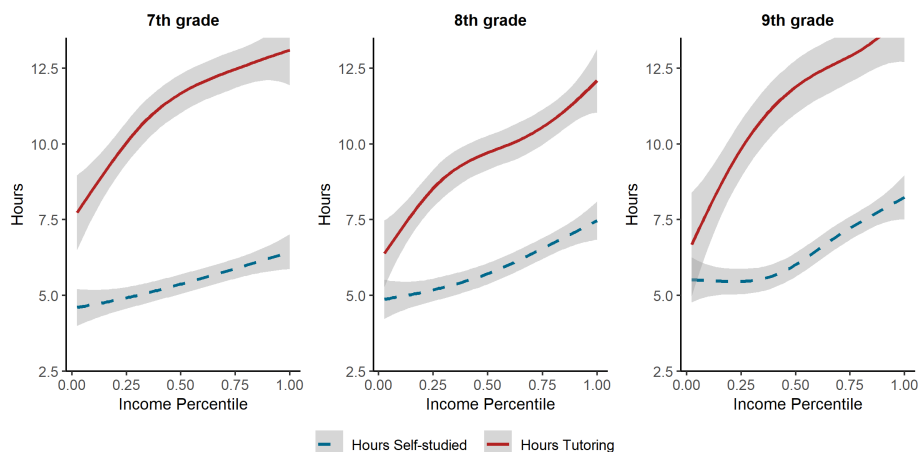 7th grade
12.5
10.0
7.5
5.0
2.5
Hours
0.00 0.25 0.50 0.75 1.00
Income Percentile
8th grade
12.5
10.0
7.5
5.0
2.5
Hours
0.00 0.25 0.50 0.75 1.00
Income Percentile
9th grade
12.5
10.0
7.5
5.0
2.5
Hours
0.00 0.25 0.50 0.75 1.00
Income Percentile
Hours Self-studied Hours Tutoring